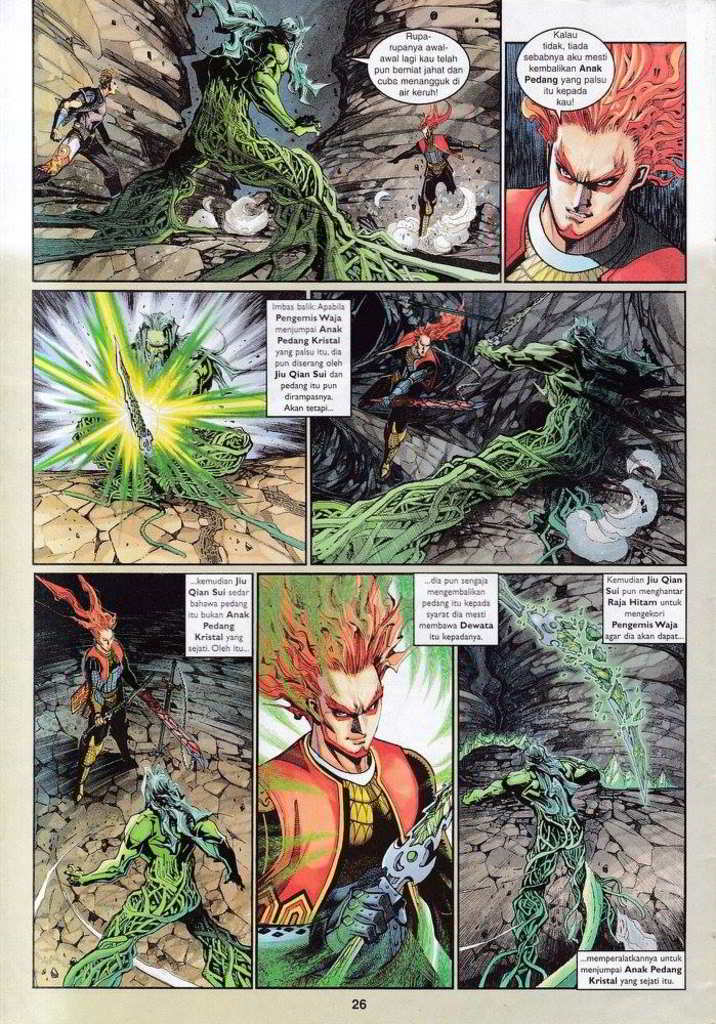 Rupa-
rupanya awal-
awal lagi kau telah
pun berniat jahat dan
cuba menangguk di
air keruh!
Kalau
tidak, tiada
sebabnya aku mesti
kembalikan Anak
Pedang yang palsu
itu kepada
kau!
Imbas balik: Apabila
Pengemis Waja
menjumpai Anak
Pedang Kristal
yang palsu itu, dia
pun diserang oleh
Jiu Qian Sui dan
pedang itu pun
dirampasnya.
Akan tetapi...
...kemudian Jiu
Qian Sui sedar
bahawa pedang
itu bukan Anak
Pedang
Kristal yang
sejati. Oleh itu...
...dia pun sengaja
mengembalikan
pedang itu kepada
syarat dia mesti
membawa Dewata
itu kepadanya.
Kemudian Jiu Qian
Sui pun menghantar
Raja Hitam untuk
mengekori
Pengemis Waja
agar dia akan dapat...
...memperalatkannya untuk
menjumpai Anak Pedang
Kristal yang sejati itu.
26